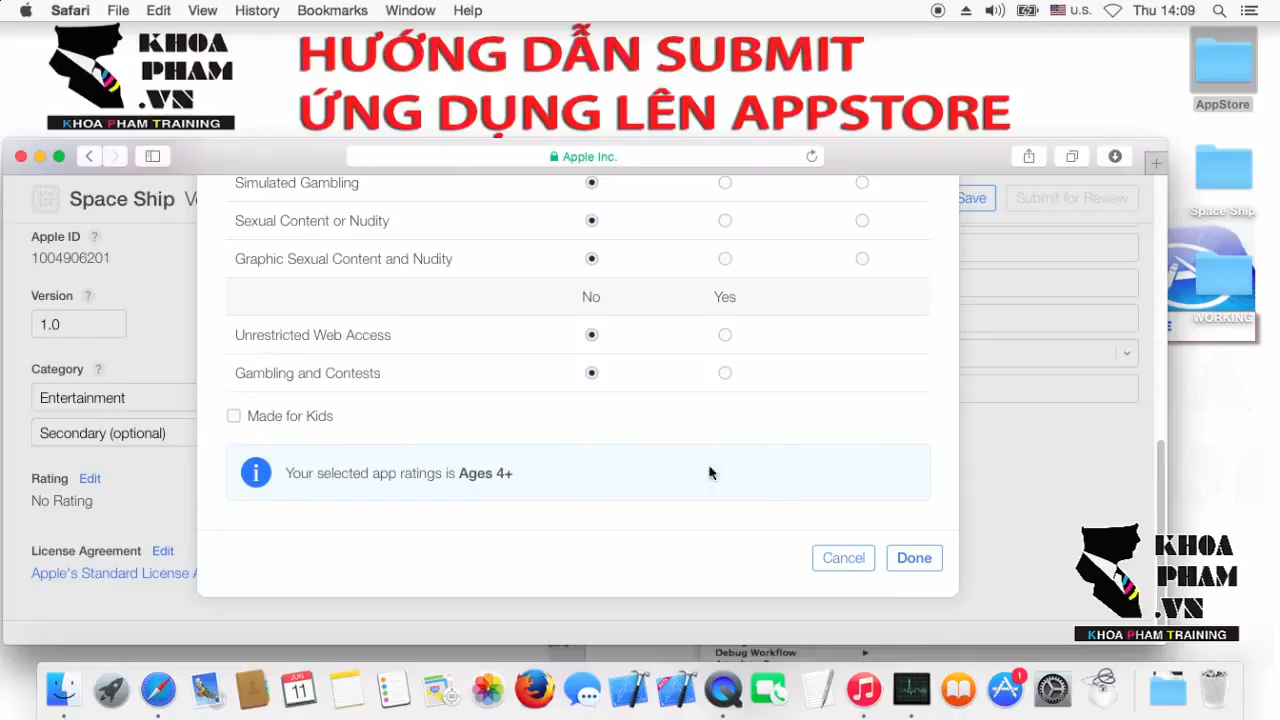 Safari File Edit View History Bookmarks Window Help
U.S. Thu 14:09
KHOA
PHAM
.VN
KHOA PHAM TRAINING
HƯỚNG DẪN SUBMIT
ỨNG DỤNG LÊN APPSTORE
AppStore
Apple Inc.
Space Ship
Save
Submit for Review
Space Ship
WORKING
Apple ID ?
1004906201
Version ?
1.0
Category ?
Entertainment
Secondary (optional)
Rating Edit
No Rating
License Agreement Edit
Apple's Standard License
Simulated Gambling
Sexual Content or Nudity
Graphic Sexual Content and Nudity
No Yes
Unrestricted Web Access
Gambling and Contests
Made for Kids
Your selected app ratings is Ages 4+
Cancel Done
KHOA
PHAM
.VN
KHOA PHAM TRAINING
Debug Workflow
JUN
11
1